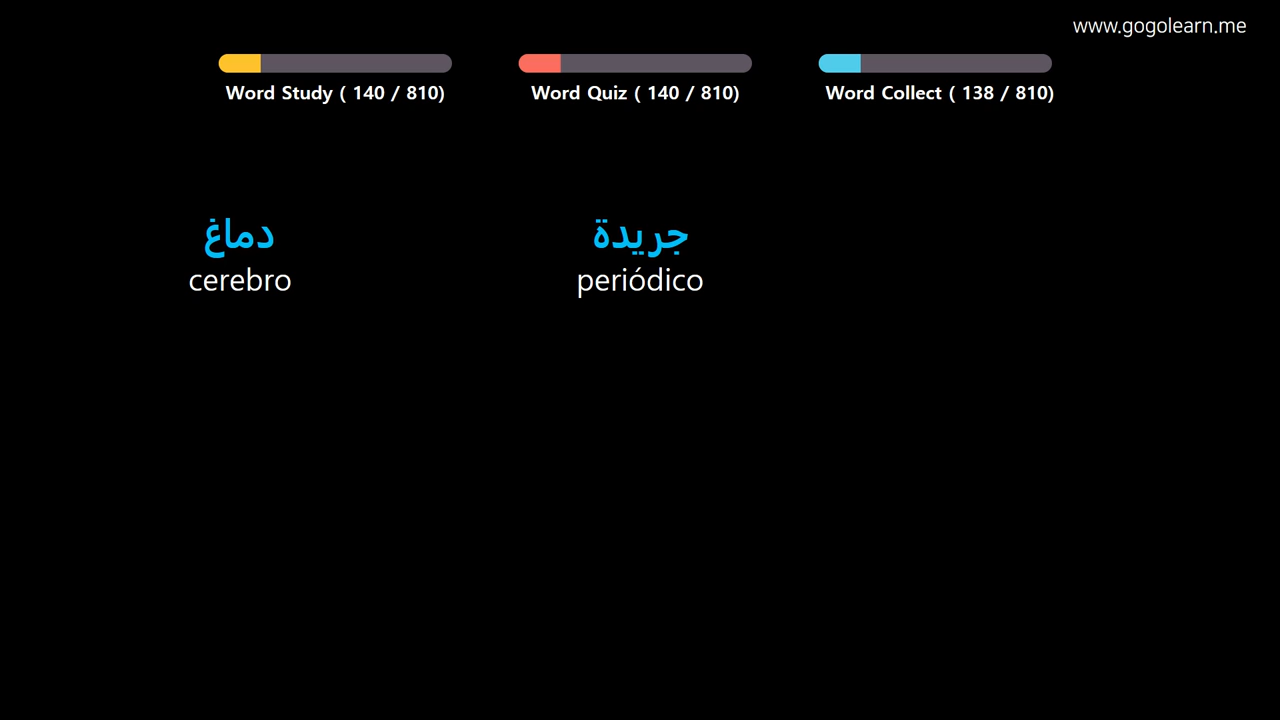 www.gogolearn.me
Word Study ( 140 / 810)
Word Quiz ( 140 / 810)
Word Collect ( 138 / 810)
دماغ
cerebro
جريدة
periódico